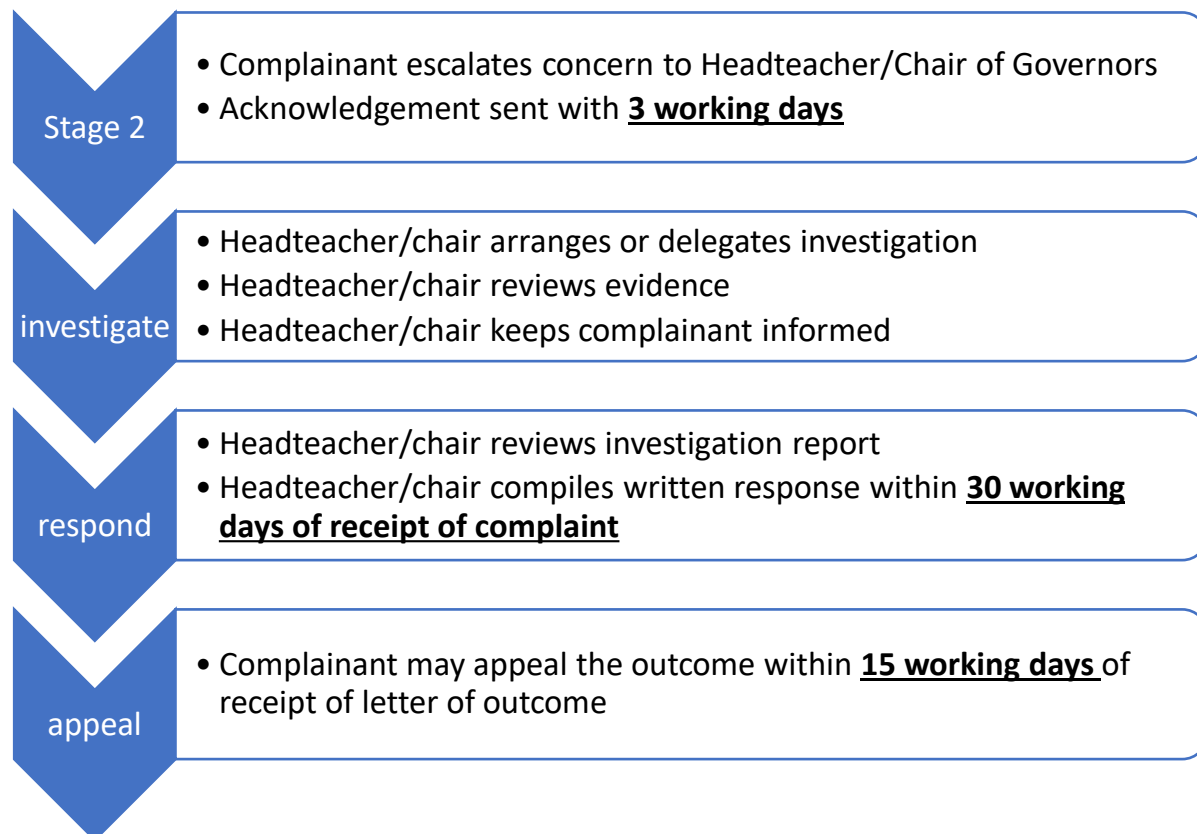 Stage 2
• Complainant escalates concern to Headteacher/Chair of Governors
• Acknowledgement sent with 3 working days
investigate
• Headteacher/chair arranges or delegates investigation
• Headteacher/chair reviews evidence
• Headteacher/chair keeps complainant informed
respond
• Headteacher/chair reviews investigation report
• Headteacher/chair compiles written response within 30 working
days of receipt of complaint
appeal
• Complainant may appeal the outcome within 15 working days of
receipt of letter of outcome